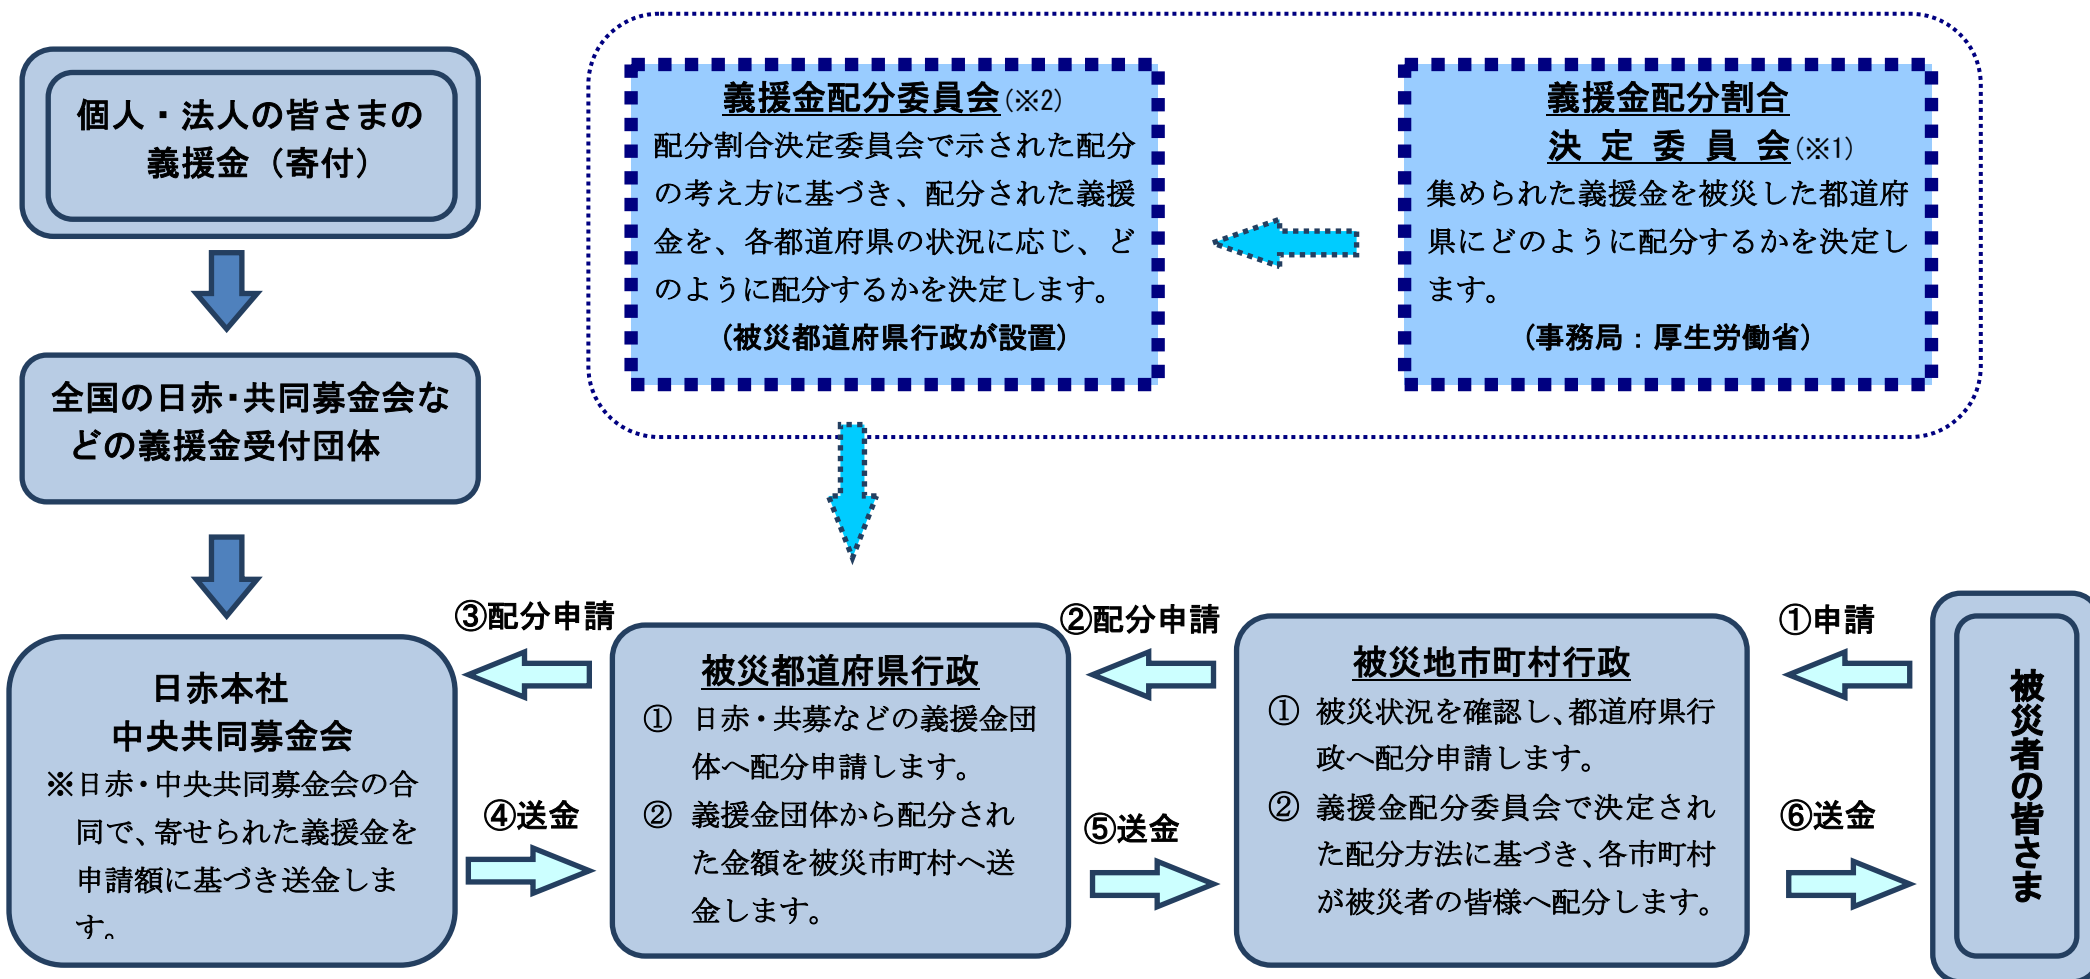 個人・法人の皆さまの
義援金（寄付）
全国の日赤・共同募金会な
どの義援金受付団体
義援金配分委員会(※2)
配分割合決定委員会で示された配分
の考え方に基づき、配分された義援
金を、各都道府県の状況に応じ、ど
のように配分するかを決定します。
(被災都道府県行政が設置)
義援金配分割合
決定委員会(※1)
集められた義援金を被災した都道府
県にどのように配分するかを決定し
ます。
(事務局：厚生労働省)
日赤本社
中央共同募金会
※日赤・中央共同募金会の合
同で、寄せられた義援金を
申請額に基づき送金しま
す。
③配分申請
④送金
被災都道府県行政
① 日赤・共募などの義援金団
体へ配分申請します。
② 義援金団体から配分され
た金額を被災市町村へ送
金します。
②配分申請
⑤送金
被災地市町村行政
① 被災状況を確認し、都道府県行
政へ配分申請します。
② 義援金配分委員会で決定され
た配分方法に基づき、各市町村
が被災者の皆様へ配分します。
①申請
⑥送金
被災者の皆さま